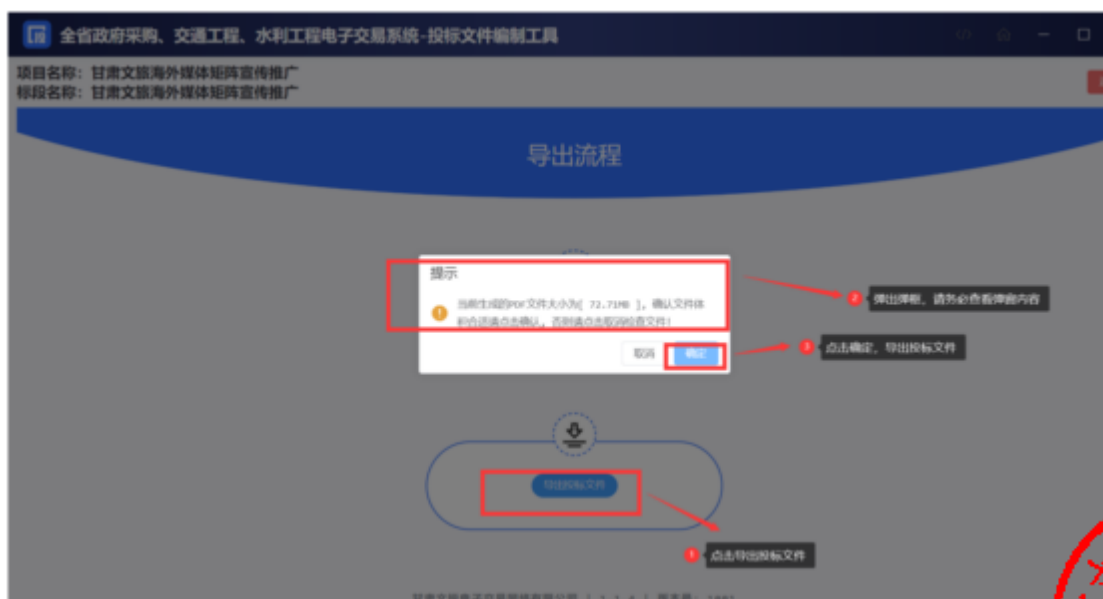 全省政府采购、交通工程、水利工程电子交易系统-投标文件编制工具
项目名称：甘肃文旅海外媒体矩阵宣传推广
标段名称：甘肃文旅海外媒体矩阵宣传推广
导出流程
提示
当前生成的PDF文件大小为[ 72.71MB ]，确认文件体
积合适请点击确认，否则请点击取消检查文件！
取消 确定
2 弹出弹框，请务必查看弹窗内容
3 点击确定，导出投标文件
导出投标文件
1 点击导出投标文件